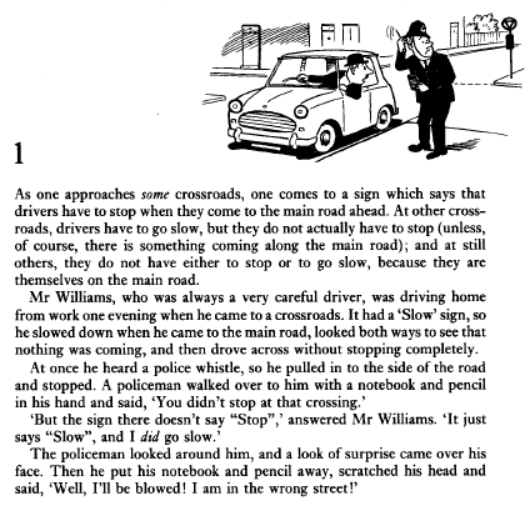 1
As one approaches some crossroads, one comes to a sign which says that
drivers have to stop when they come to the main road ahead. At other cross-
roads, drivers have to go slow, but they do not actually have to stop (unless,
of course, there is something coming along the main road); and at still
others, they do not have either to stop or to go slow, because they are
themselves on the main road.
Mr Williams, who was always a very careful driver, was driving home
from work one evening when he came to a crossroads. It had a ‘Slow’ sign, so
he slowed down when he came to the main road, looked both ways to see that
nothing was coming, and then drove across without stopping completely.
At once he heard a police whistle, so he pulled in to the side of the road
and stopped. A policeman walked over to him with a notebook and pencil
in his hand and said, ‘You didn’t stop at that crossing.’
‘But the sign there doesn’t say “Stop”,’ answered Mr Williams. ‘It just
says “Slow”, and I did go slow.’
The policeman looked around him, and a look of surprise came over his
face. Then he put his notebook and pencil away, scratched his head and
said, ‘Well, I’ll be blowed! I am in the wrong street!’